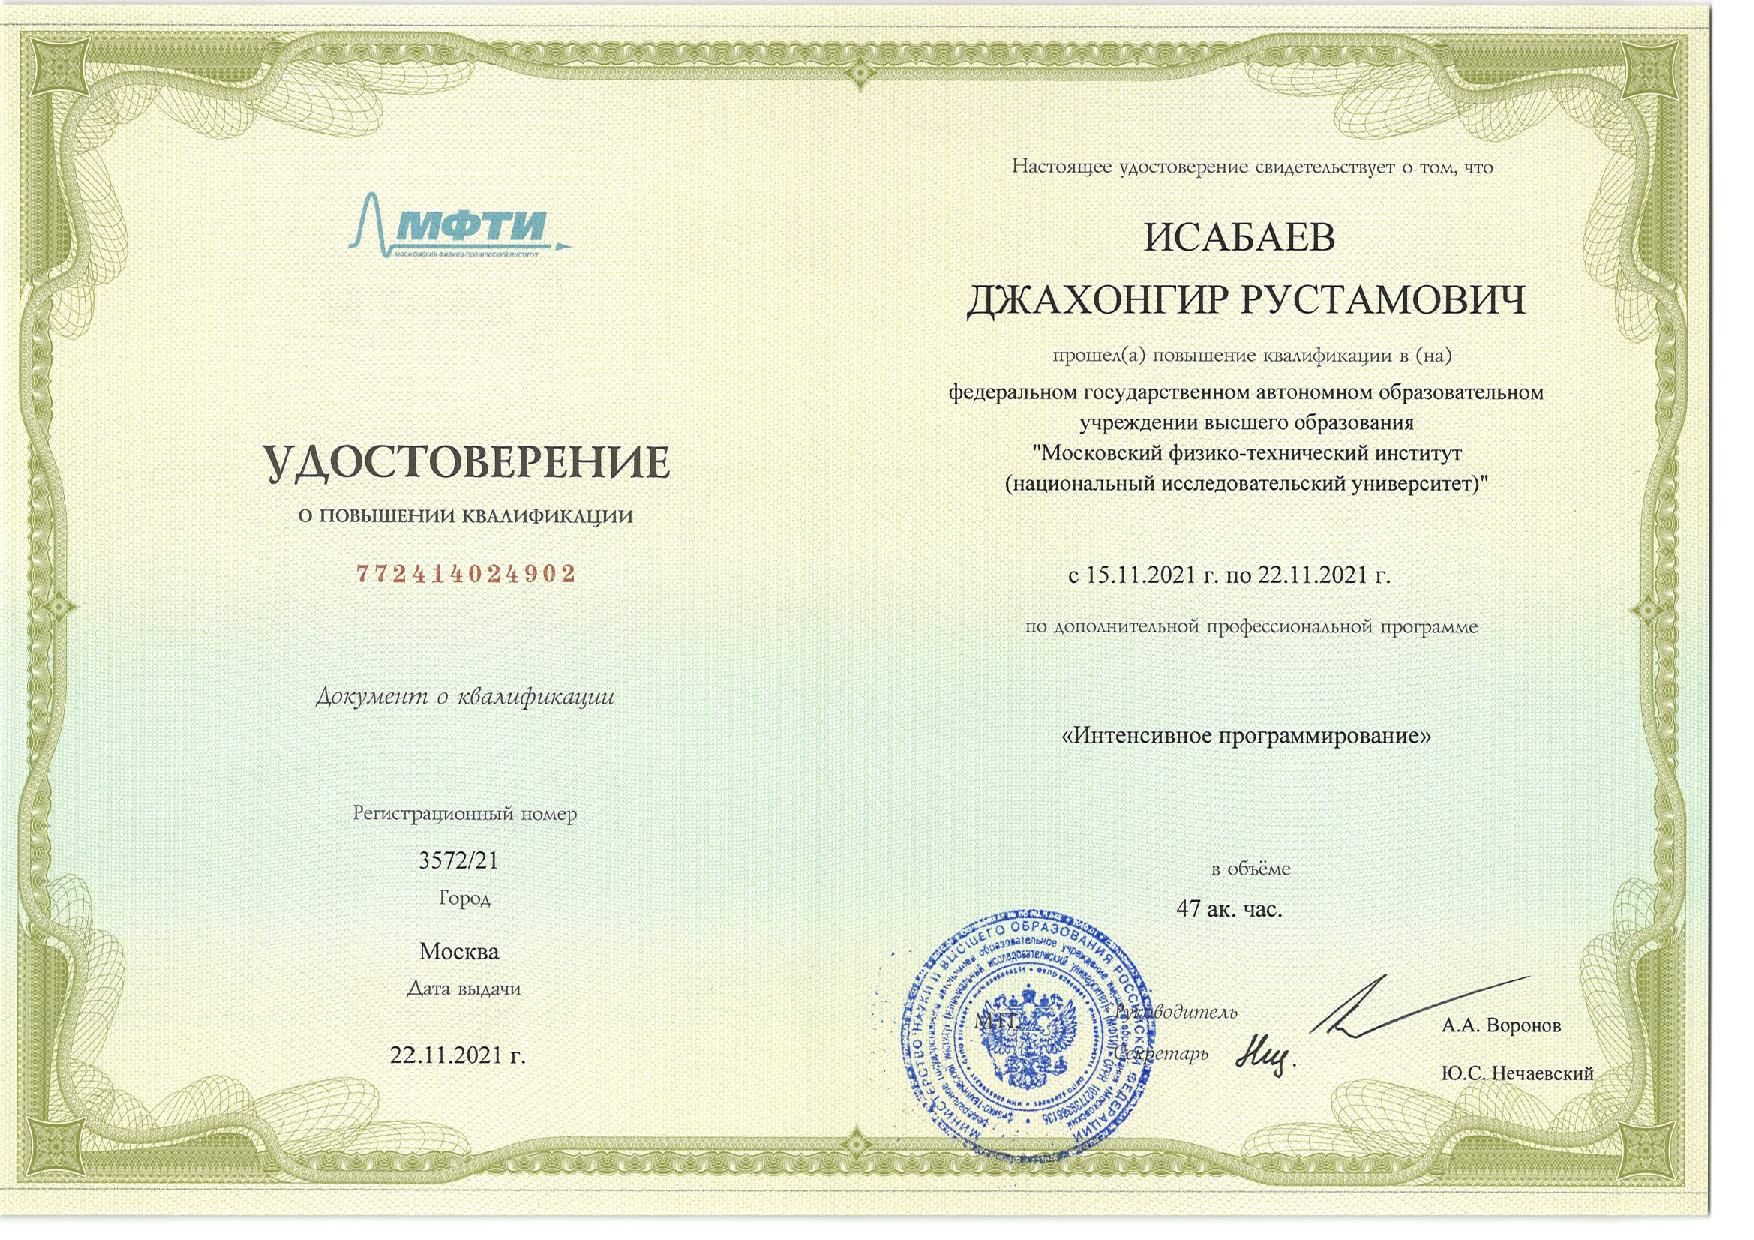 МФТИ
МОСКОВСКИЙ ФИЗИКО-ТЕХНИЧЕСКИЙ ИНСТИТУТ
УДОСТОВЕРЕНИЕ
О ПОВЫШЕНИИ КВАЛИФИКАЦИИ
772414024902
Документ о квалификации
Регистрационный номер
3572/21
Город
Москва
Дата выдачи
22.11.2021 г.
Настоящее удостоверение свидетельствует о том, что
ИСАБАЕВ
ДЖАХОНГИР РУСТАМОВИЧ
прошел(а) повышение квалификации в (на)
федеральном государственном автономном образовательном
учреждении высшего образования
"Московский физико-технический институт
(национальный исследовательский университет)"
с 15.11.2021 г. по 22.11.2021 г.
по дополнительной профессиональной программе
«Интенсивное программирование»
в объёме
47 ак. час.
М.П.
Руководитель
А.А. Воронов
Секретарь
Ю.С. Нечаевский
МИНИСТЕРСТВО НАУКИ И ВЫСШЕГО ОБРАЗОВАНИЯ РОССИЙСКОЙ ФЕДЕРАЦИИ